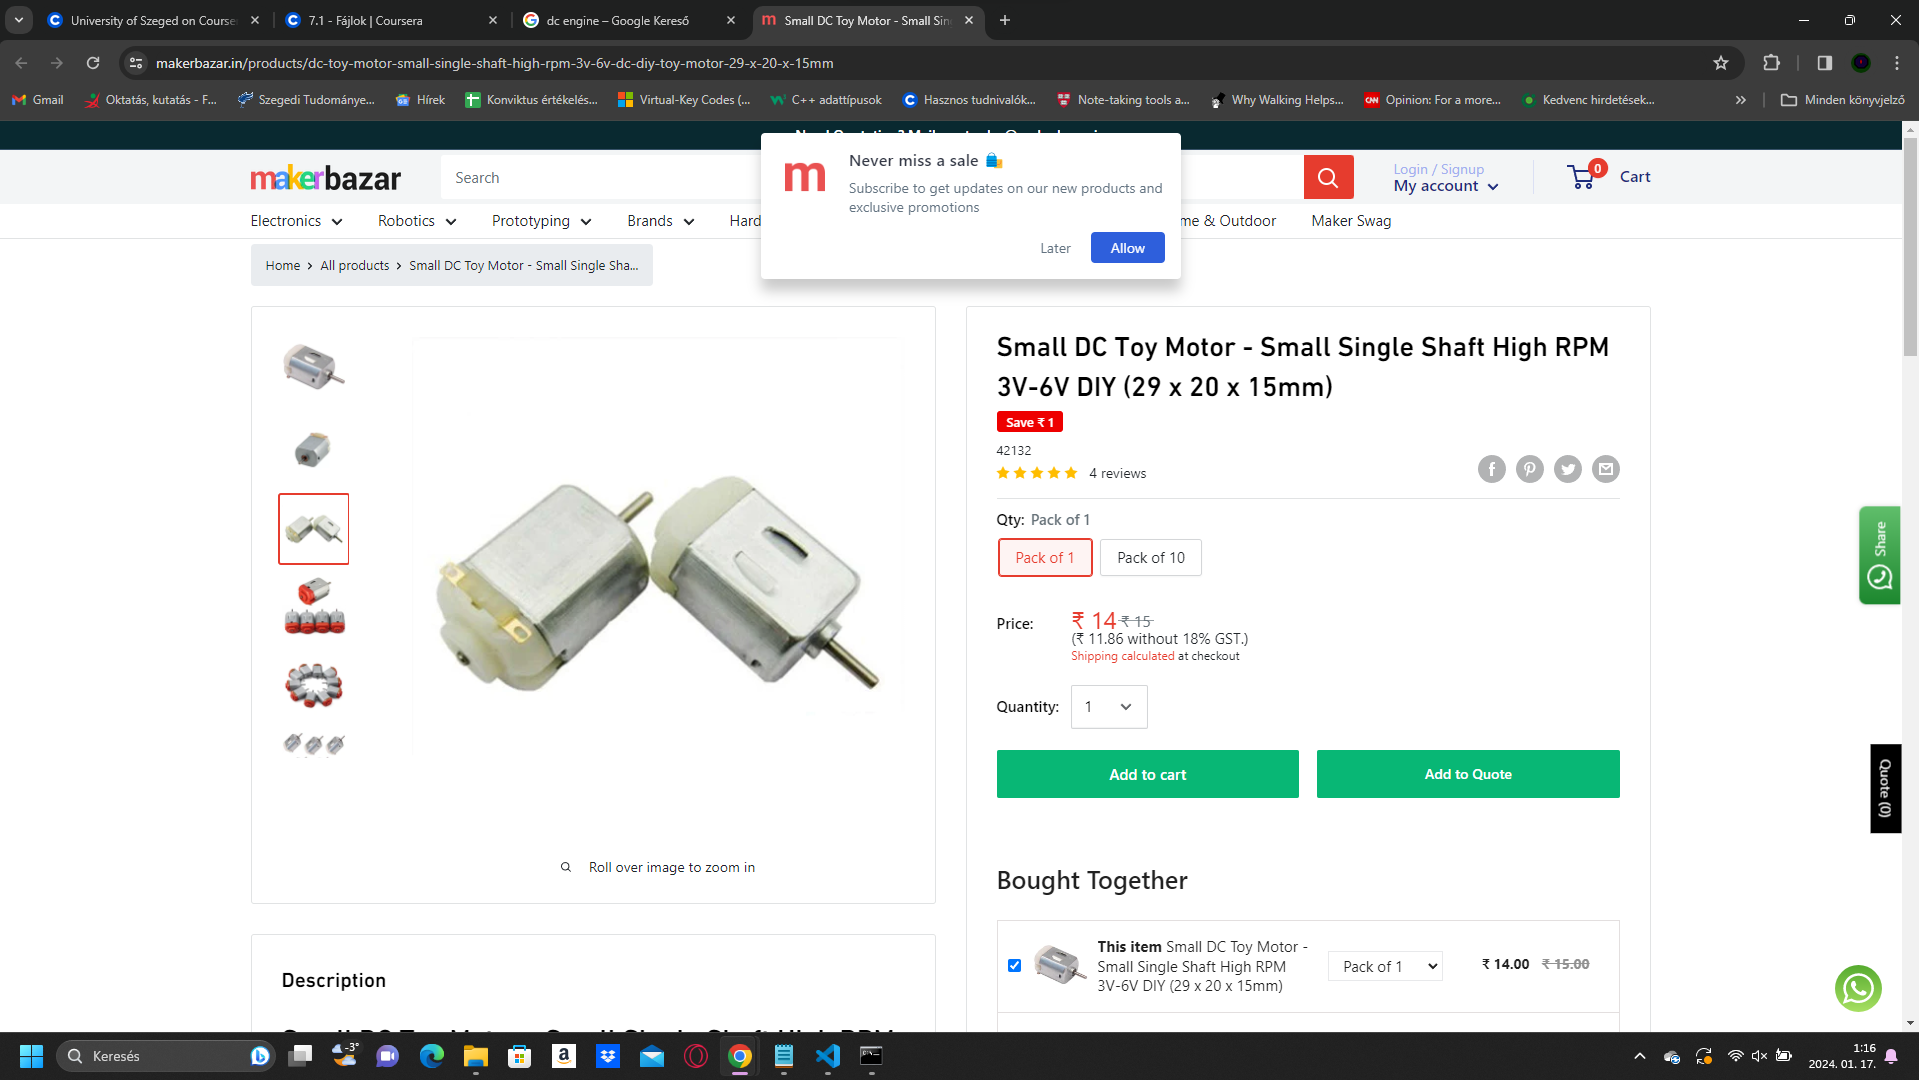 University of Szeged on Course
7.1 - Fájlok | Coursera
dc engine – Google Kereső
Small DC Toy Motor - Small Sin
makerbazar.in/products/dc-toy-motor-small-single-shaft-high-rpm-3v-6v-dc-diy-toy-motor-29-x-20-x-15mm
Gmail
Oktatás, kutatás - F...
Szegedi Tudománye...
Hírek
Konviktus értékelés...
Virtual-Key Codes (...
C++ adattípusok
Hasznos tudnivalók...
Note-taking tools a...
Why Walking Helps...
CNN
Opinion: For a more...
Kedvenc hirdetések...
Minden könyvjelző
makerbazar
Search
Login / Signup
My account
0
Cart
m
Never miss a sale
Subscribe to get updates on our new products and
exclusive promotions
Later
Allow
Electronics
Robotics
Prototyping
Brands
Hard
me & Outdoor
Maker Swag
Home > All products > Small DC Toy Motor - Small Single Sha...
Small DC Toy Motor - Small Single Shaft High RPM
3V-6V DIY (29 x 20 x 15mm)
Save ₹ 1
42132
4 reviews
Qty: Pack of 1
Pack of 1
Pack of 10
Price:
₹ 14 ₹ 15
(₹ 11.86 without 18% GST.)
Shipping calculated at checkout
Quantity:
1
Add to cart
Add to Quote
Share
Quote (0)
Roll over image to zoom in
Bought Together
This item Small DC Toy Motor -
Small Single Shaft High RPM
3V-6V DIY (29 x 20 x 15mm)
Pack of 1
₹ 14.00 ₹ 15.00
Description
Small DC Toy Motor - Small Single Shaft High RPM
Keresés
-3°
1:16
2024. 01. 17.